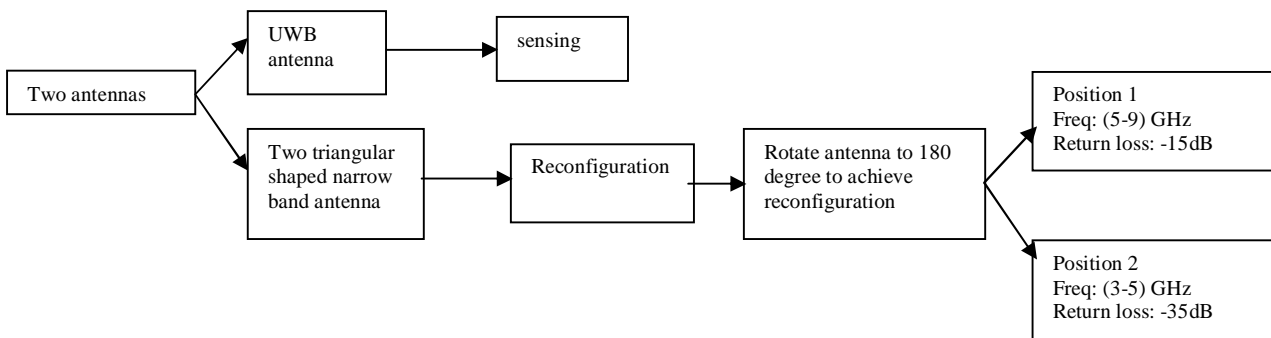 Two antennas
UWB
antenna
sensing
Two triangular
shaped narrow
band antenna
Reconfiguration
Rotate antenna to 180
degree to achieve
reconfiguration
Position 1
Freq: (5-9) GHz
Return loss: -15dB
Position 2
Freq: (3-5) GHz
Return loss: -35dB